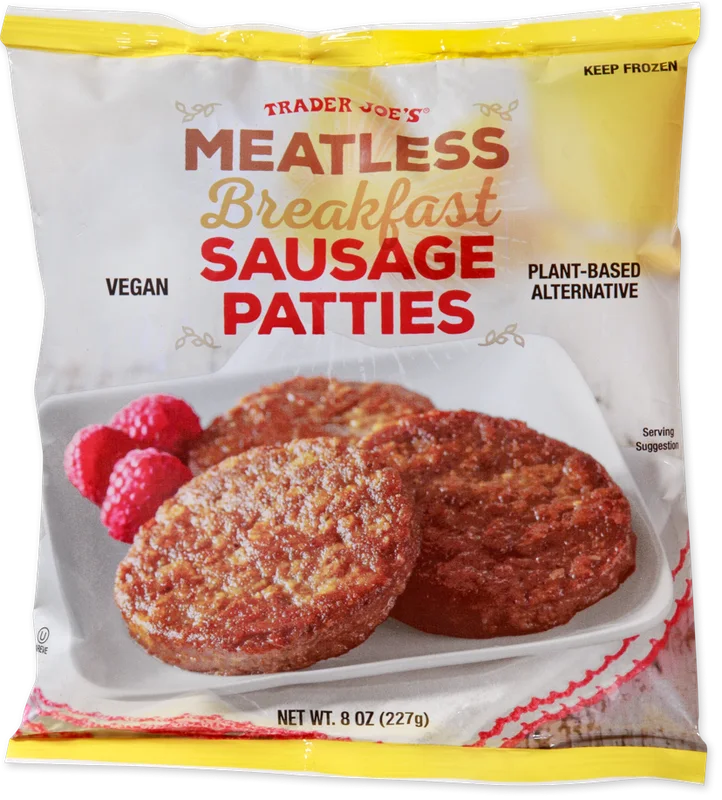 KEEP FROZEN
TRADER JOE'S®
MEATLESS
Breakfast
SAUSAGE
PATTIES
VEGAN
PLANT-BASED
ALTERNATIVE
Serving
Suggestion
U
NET WT. 8 OZ (227g)